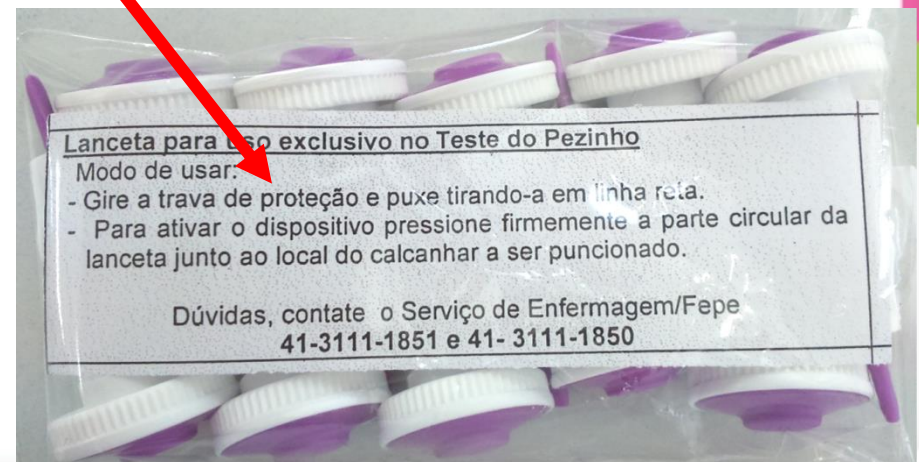 Lanceta para uso exclusivo no Teste do Pezinho
Modo de usar:
- Gire a trava de proteção e puxe tirando-a em linha reta.
- Para ativar o dispositivo pressione firmemente a parte circular da
lanceta junto ao local do calcanhar a ser puncionado.
Dúvidas, contate o Serviço de Enfermagem/Fepe
41-3111-1851 e 41- 3111-1850